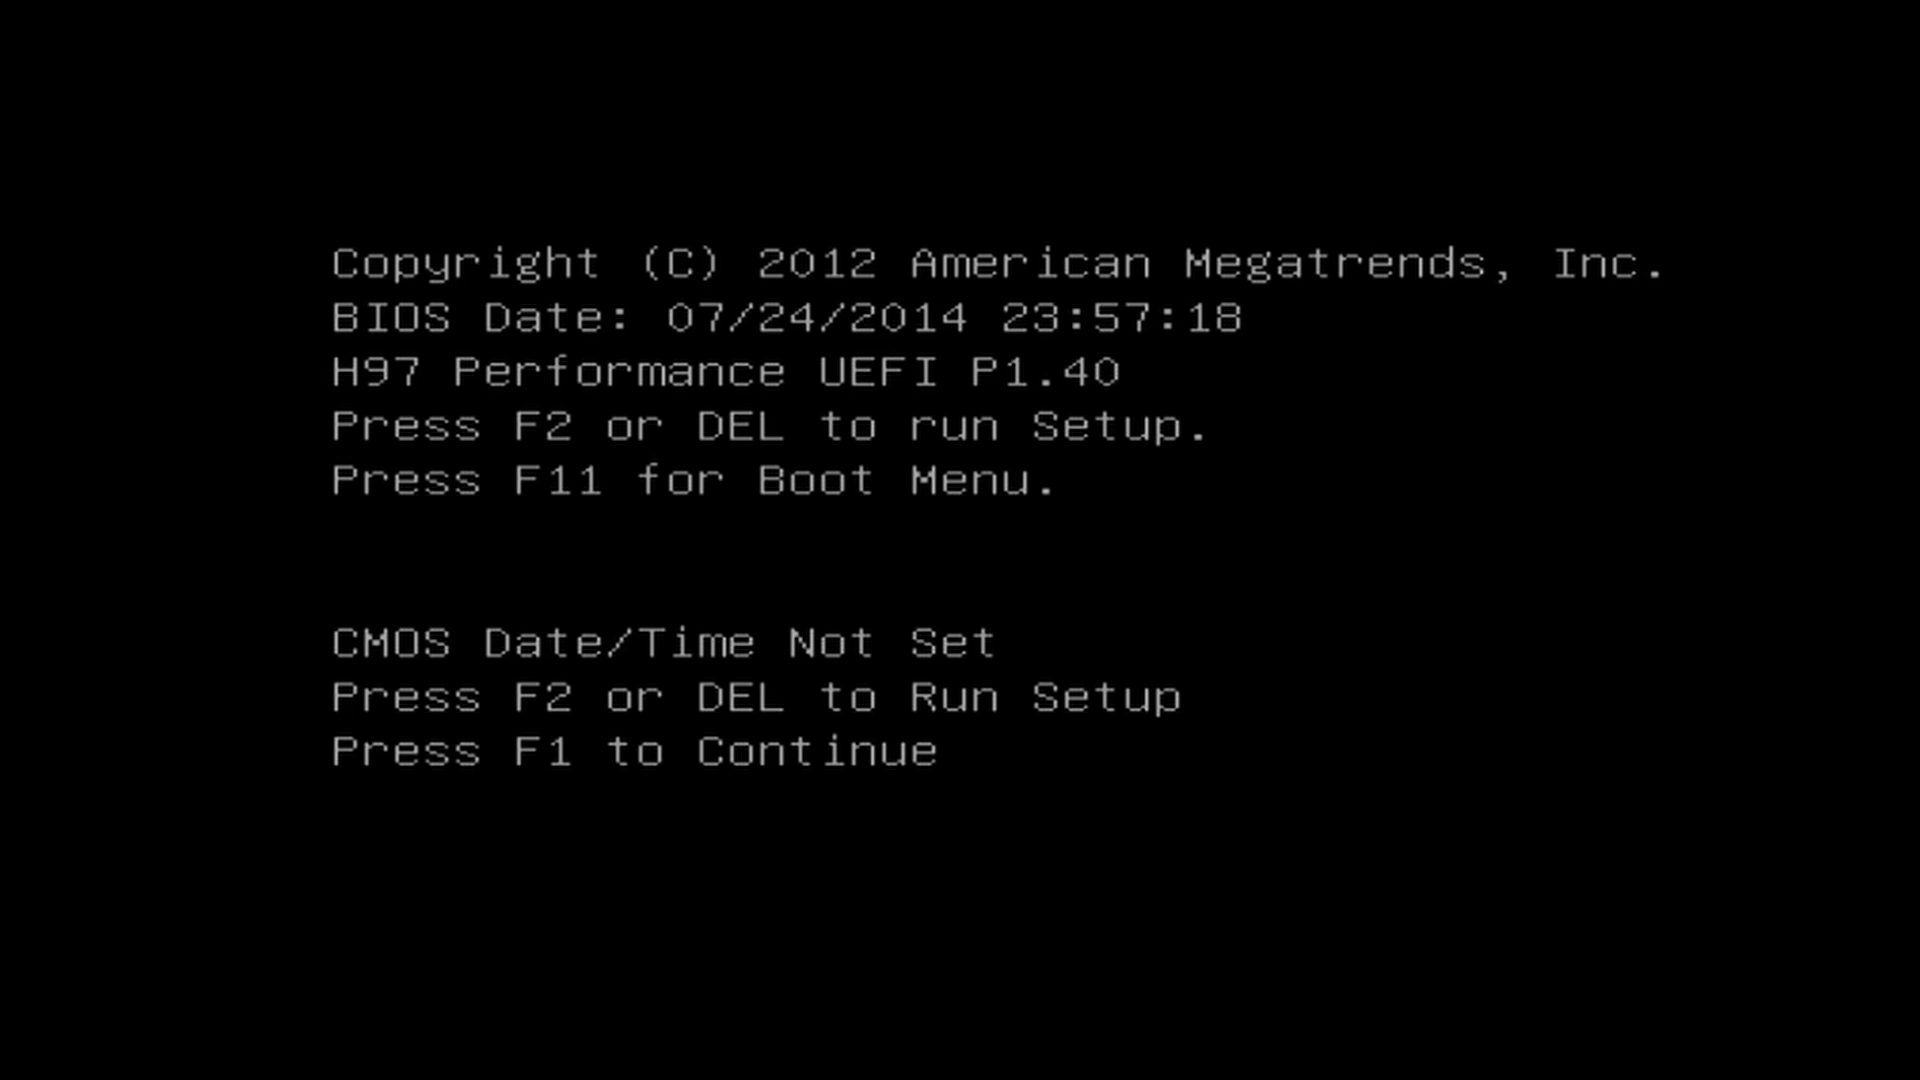 Copyright (C) 2012 American Megatrends, Inc.
BIOS Date: 07/24/2014 23:57:18
H97 Performance UEFI P1.40
Press F2 or DEL to run Setup.
Press F11 for Boot Menu.
CMOS Date/Time Not Set
Press F2 or DEL to Run Setup
Press F1 to Continue